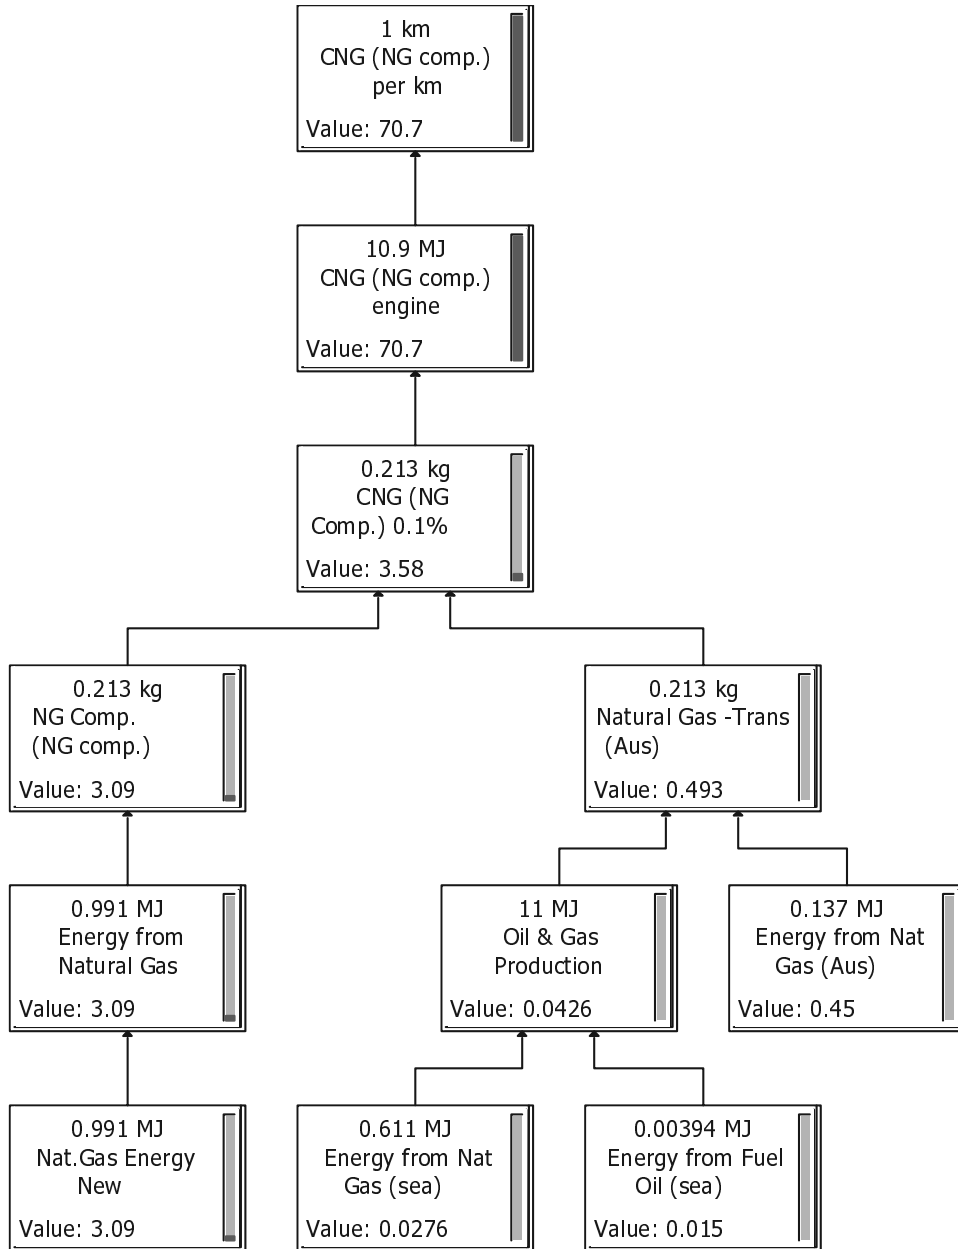 1 km
CNG (NG comp.)
per km
Value: 70.7
10.9 MJ
CNG (NG comp.)
engine
Value: 70.7
0.213 kg
CNG (NG
Comp.) 0.1%
Value: 3.58
0.213 kg
NG Comp.
(NG comp.)
Value: 3.09
0.213 kg
Natural Gas -Trans
(Aus)
Value: 0.493
0.991 MJ
Energy from
Natural Gas
Value: 3.09
11 MJ
Oil & Gas
Production
Value: 0.0426
0.137 MJ
Energy from Nat
Gas (Aus)
Value: 0.45
0.991 MJ
Nat.Gas Energy
New
Value: 3.09
0.611 MJ
Energy from Nat
Gas (sea)
Value: 0.0276
0.00394 MJ
Energy from Fuel
Oil (sea)
Value: 0.015